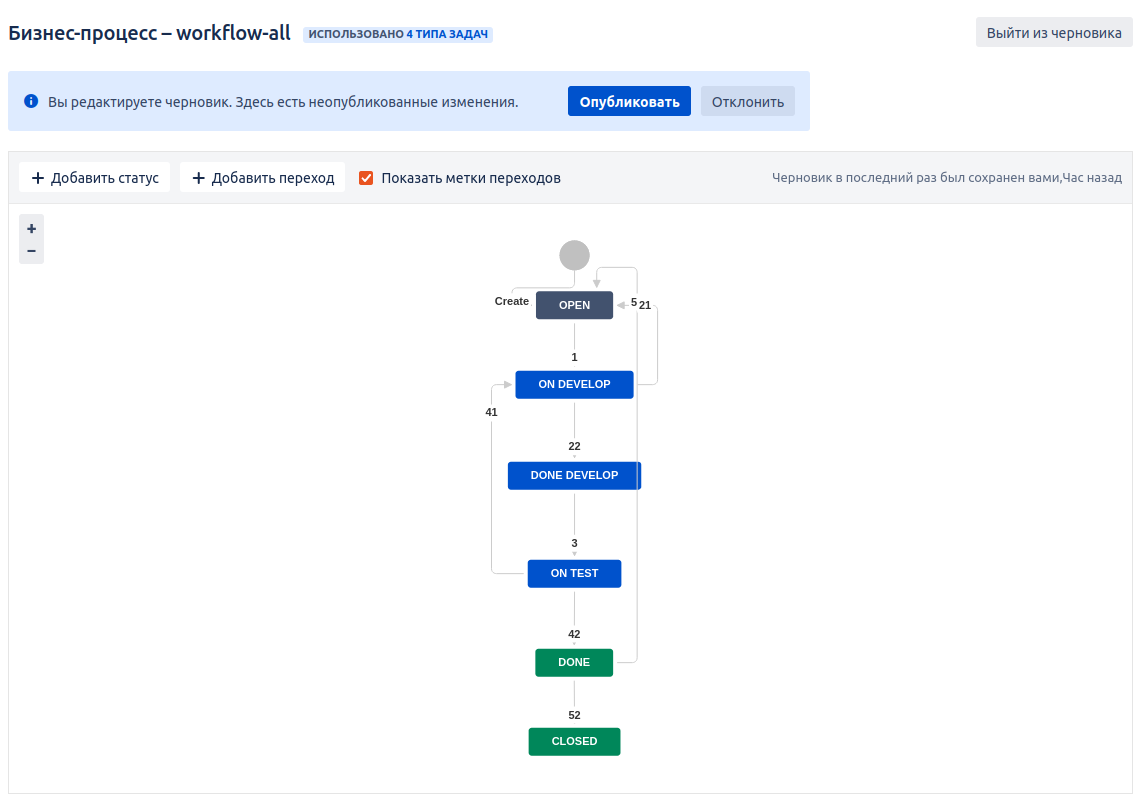 Бизнес-процесс – workflow-all
ИСПОЛЬЗОВАНО 4 ТИПА ЗАДАЧ
Выйти из черновика
Вы редактируете черновик. Здесь есть неопубликованные изменения.
Опубликовать
Отклонить
+ Добавить статус
+ Добавить переход
Показать метки переходов
Черновик в последний раз был сохранен вами,Час назад
+
−
Create
OPEN
5
21
1
ON DEVELOP
41
22
DONE DEVELOP
3
ON TEST
42
DONE
52
CLOSED